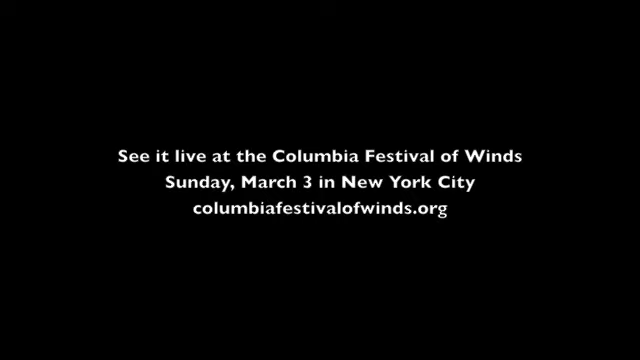 See it live at the Columbia Festival of Winds
Sunday, March 3 in New York City
columbiafestivalofwinds.org